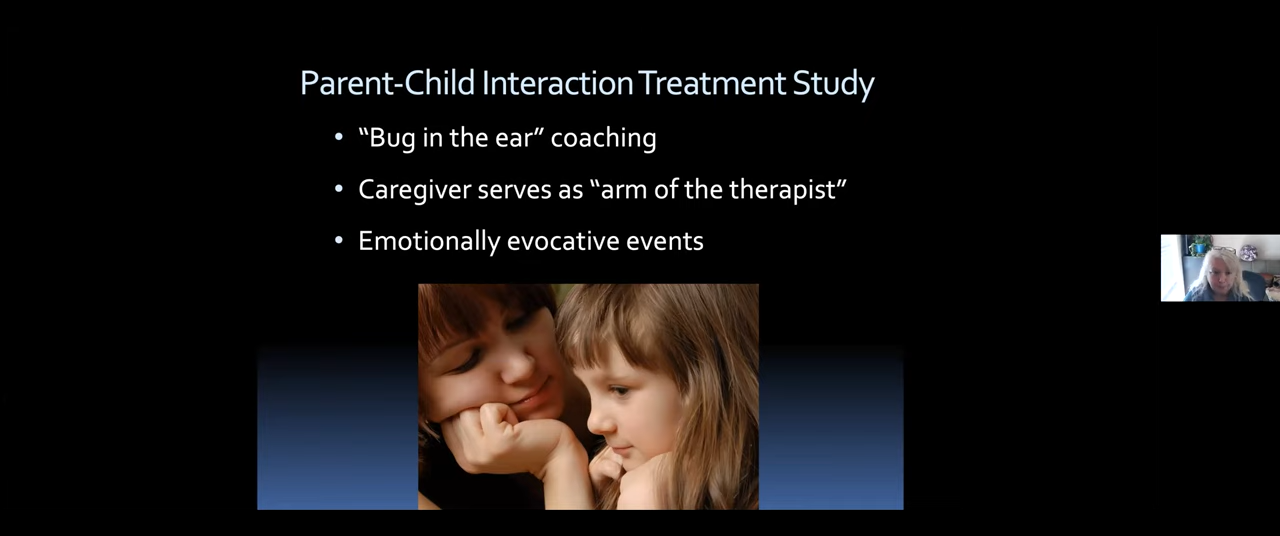 Parent-Child Interaction Treatment Study
• “Bug in the ear” coaching
• Caregiver serves as “arm of the therapist”
• Emotionally evocative events